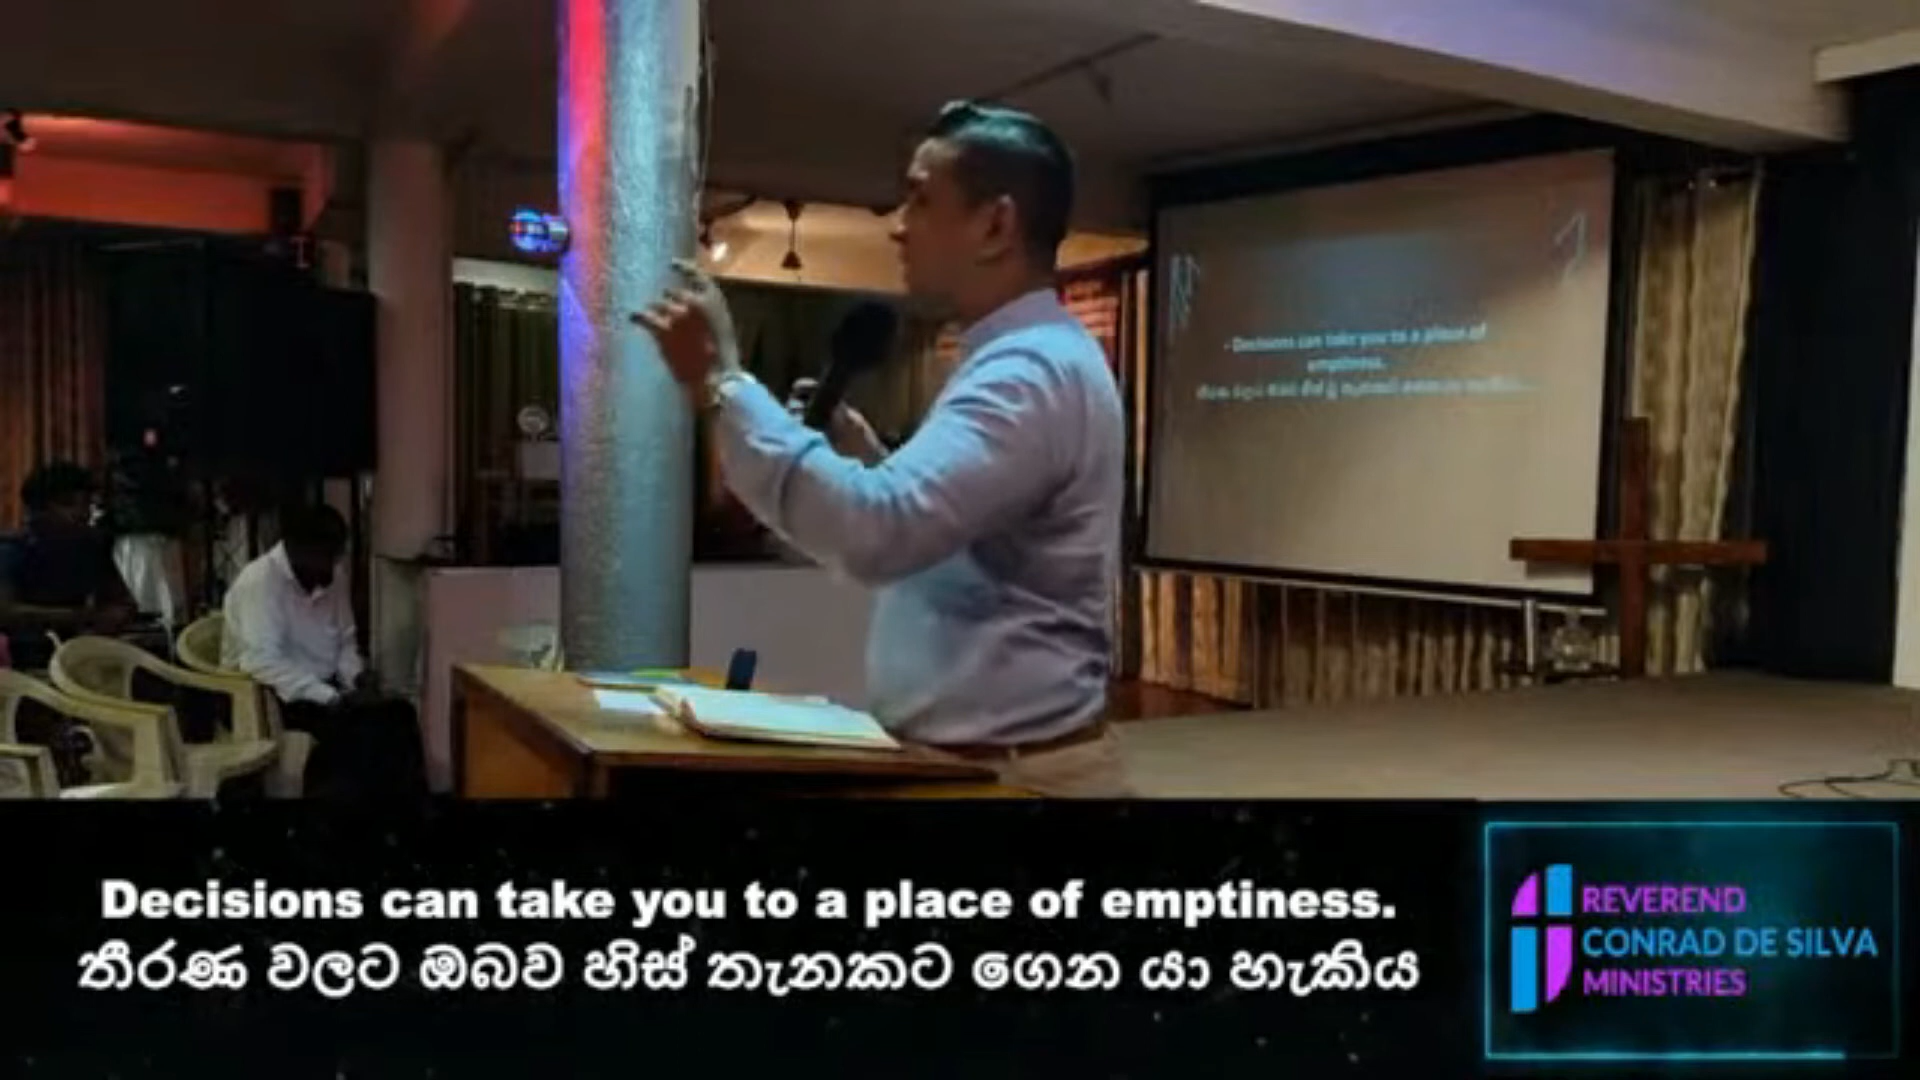 - Decisions can take you to a place of
emptiness.
Decisions can take you to a place of emptiness.
තීරණ වලට ඔබව හිස් තැනකට ගෙන යා හැකිය
REVEREND
CONRAD DE SILVA
MINISTRIES